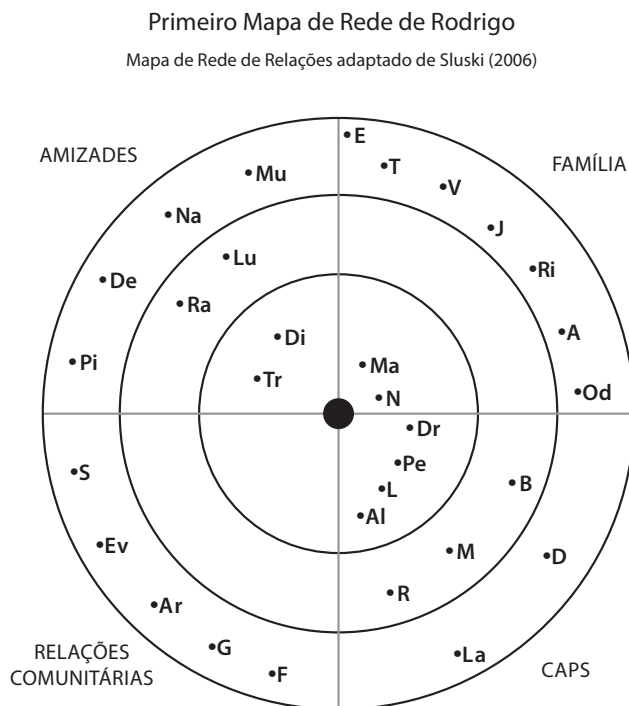 Primeiro Mapa de Rede de Rodrigo
Mapa de Rede de Relações adaptado de Sluski (2006)
AMIZADES
FAMÍLIA
E
T
V
J
Ri
A
Od
Ma
N
Mu
Na
De
Pi
Lu
Ra
Di
Tr
Dr
Pe
L
Al
B
M
R
D
La
S
Ev
Ar
G
F
RELAÇÕES
COMUNITÁRIAS
CAPS